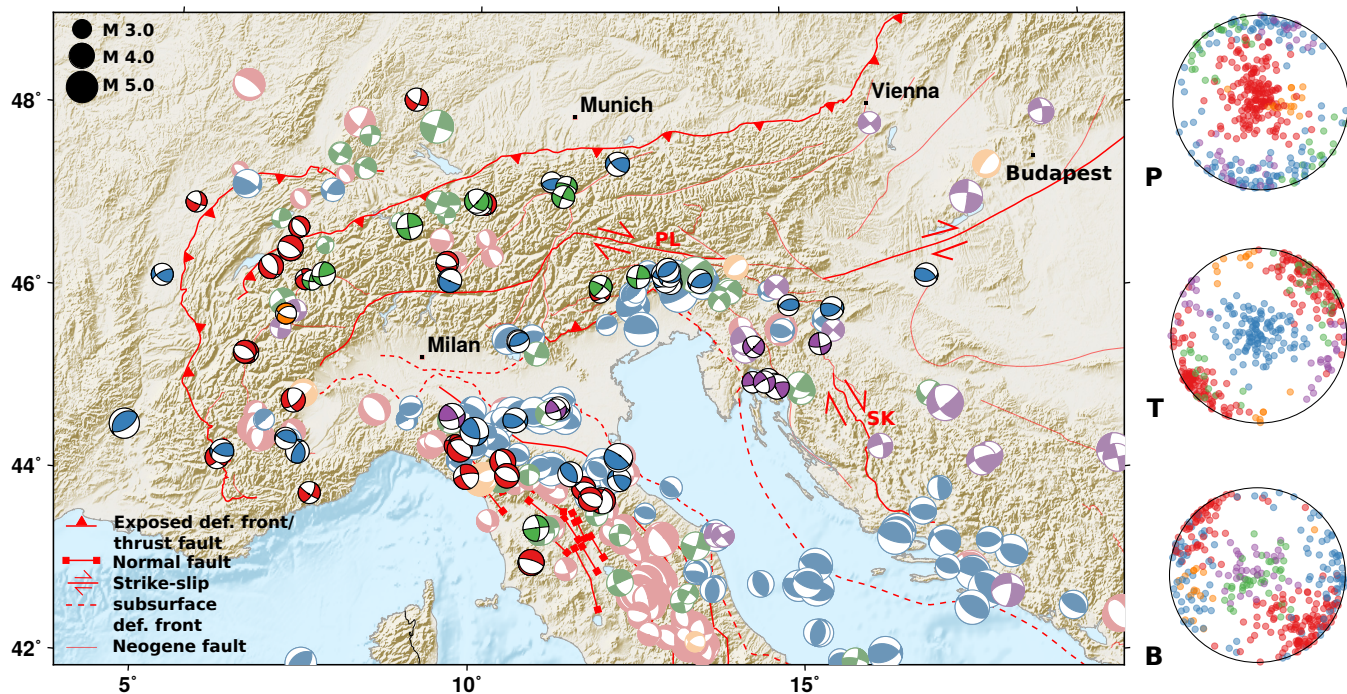 M 3.0
M 4.0
M 5.0
48˚
46˚
44˚
42˚
Munich
Vienna
Budapest
PL
Milan
SK
Exposed def. front/
thrust fault
Normal fault
Strike-slip
subsurface
def. front
Neogene fault
5˚
10˚
15˚
P
T
B